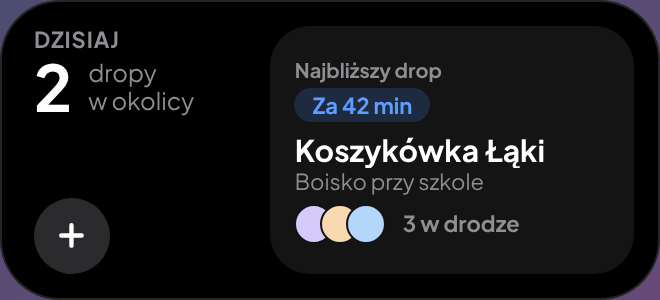 DZISIAJ
2 dropy
w okolicy
Najbliższy drop
Za 42 min
Koszykówka Łąki
Boisko przy szkole
3 w drodze